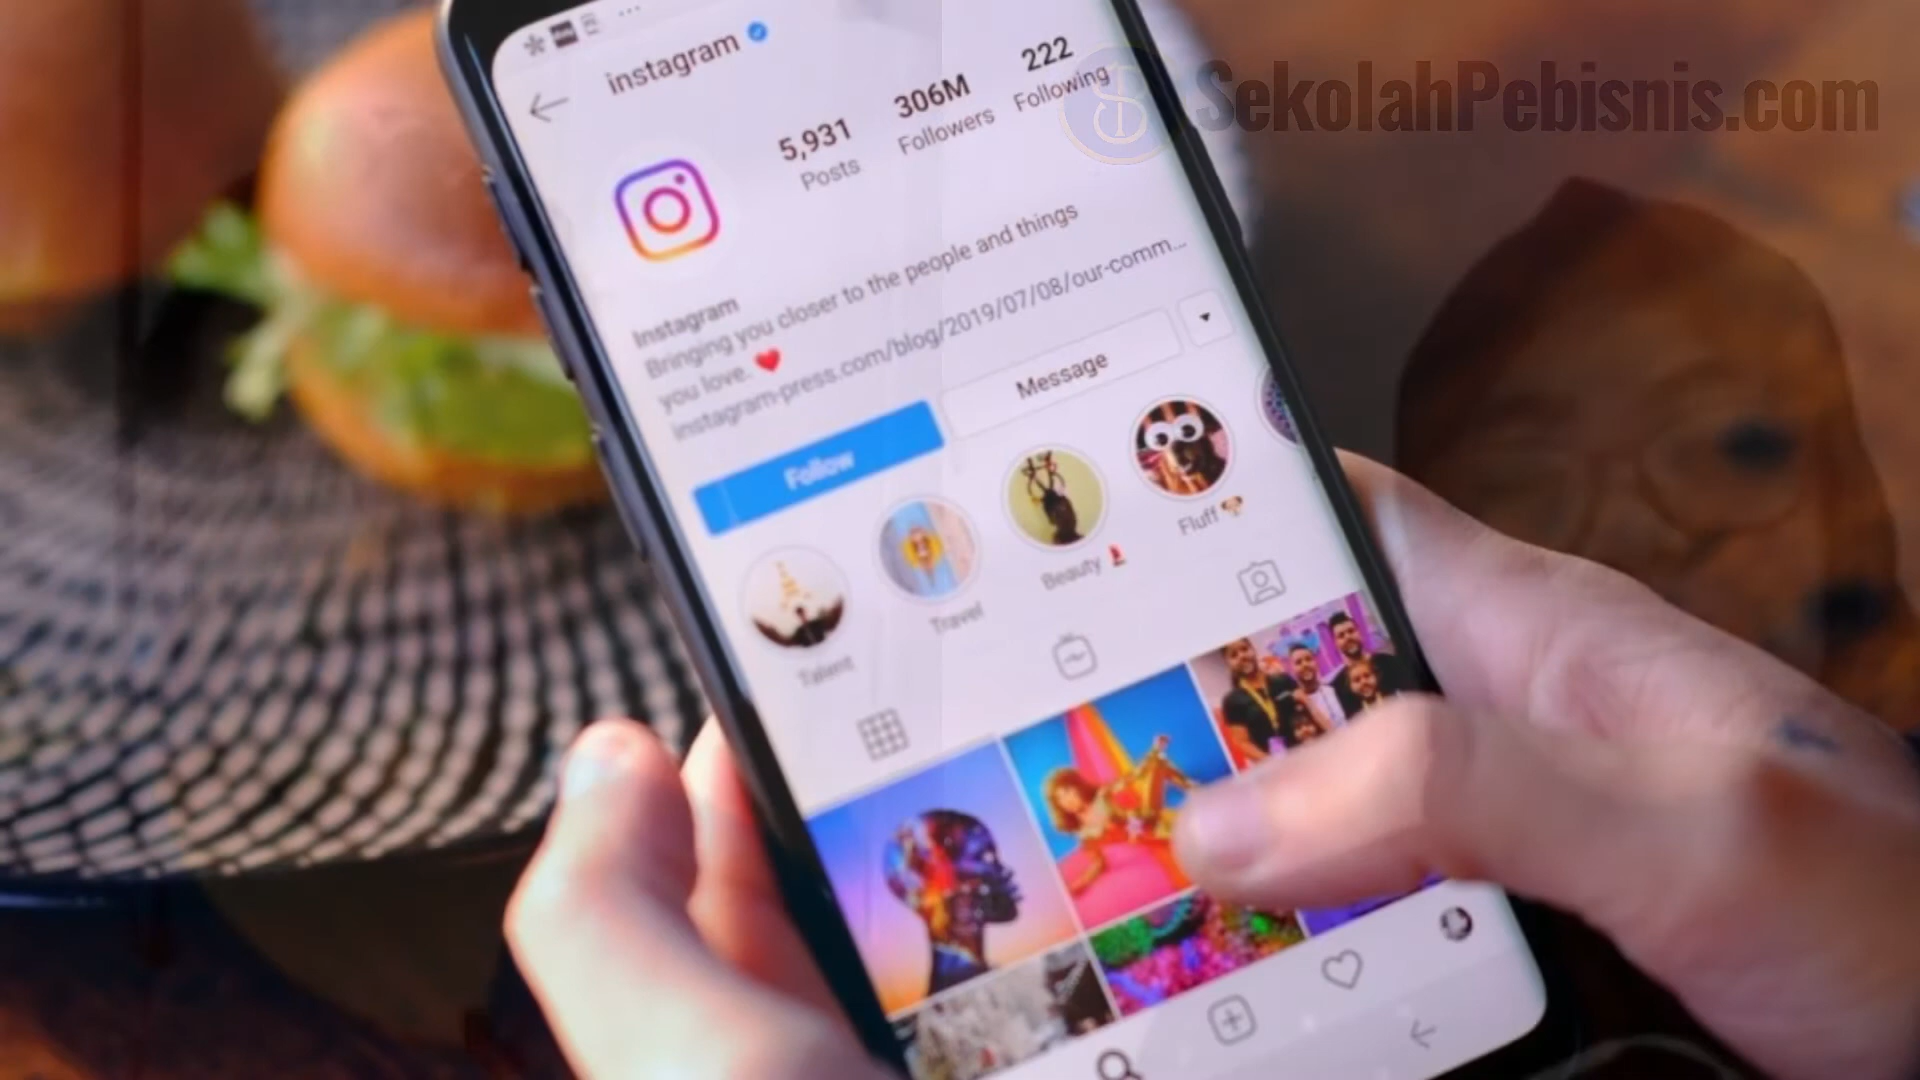 SekolahPebisnis.com
instagram
5,931
Posts
306M
Followers
222
Following
Instagram
Bringing you closer to the people and things
you love. ❤️
instagram-press.com/blog/2019/07/08/our-comm...
Follow
Message
Talent
Travel
Beauty 💄
Fluff 🐶